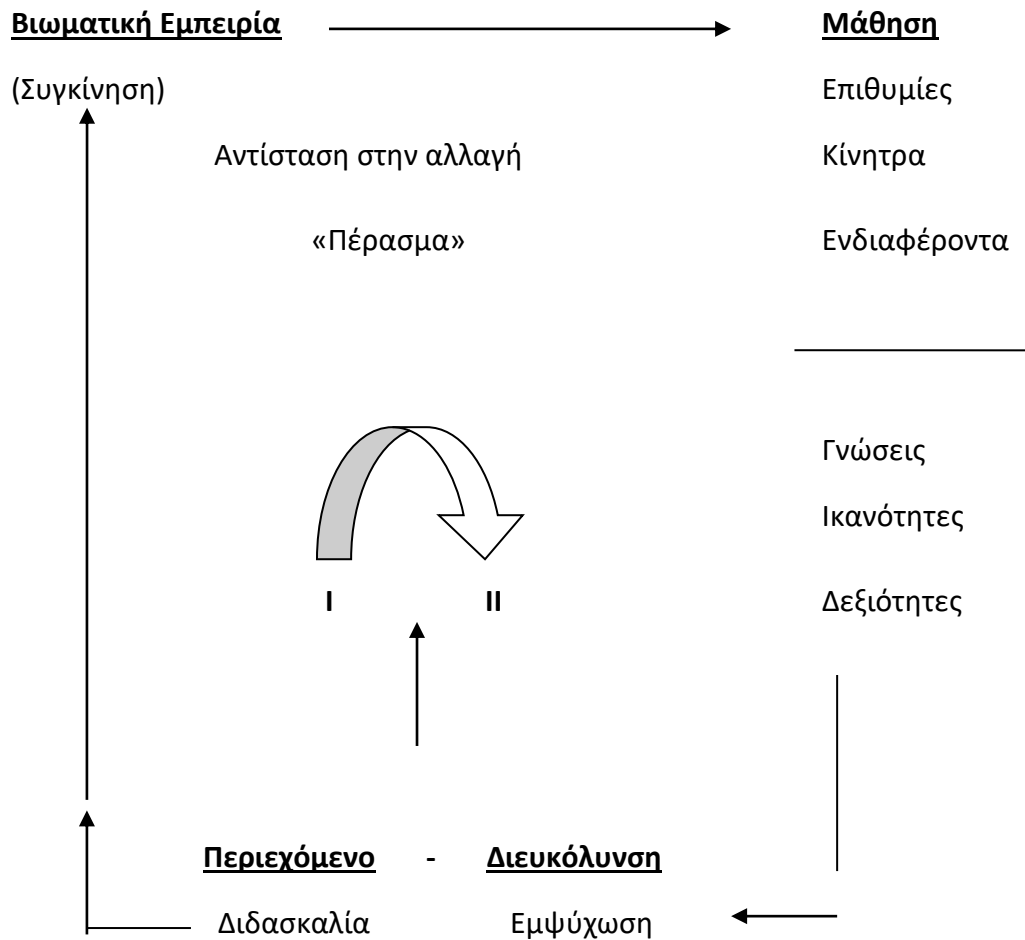 Βιωματική Εμπειρία Μάθηση
(Συγκίνηση) Επιθυμίες
Αντίσταση στην αλλαγή Κίνητρα
«Πέρασμα» Ενδιαφέροντα
Γνώσεις
Ικανότητες
I II Δεξιότητες
Περιεχόμενο - Διευκόλυνση
Διδασκαλία Εμψύχωση